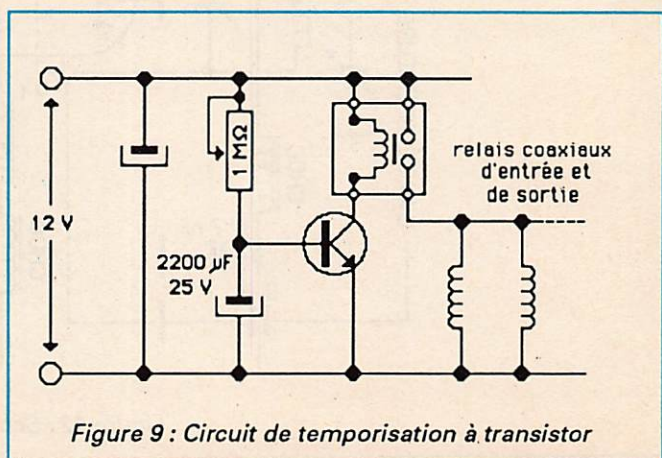 12 V
1 MΩ
2200 µF
25 V
relais coaxiaux
d'entrée et
de sortie
Figure 9 : Circuit de temporisation à transistor